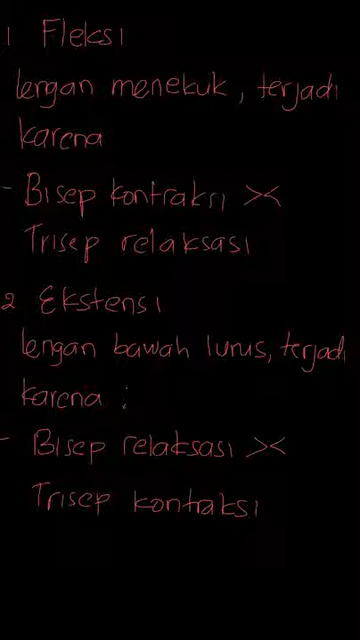 1 Fleksi
lengan menekuk, terjadi
karena
- Bisep kontraksi ><
Trisep relaksasi
2 Ekstensi
lengan bawah lurus, terjadi
karena :
- Bisep relaksasi ><
Trisep kontraksi